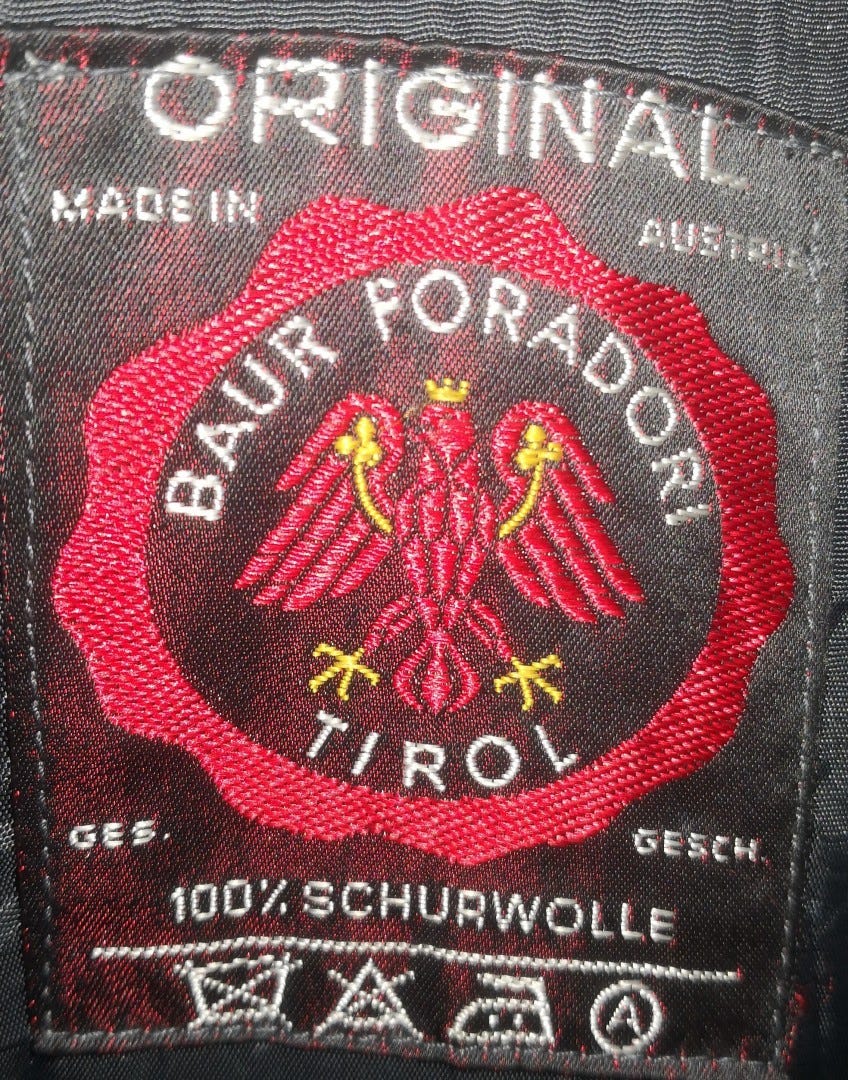 ORIGINAL
MADE IN AUSTRIA
BAUR FORADORI
TIROL
GES. GESCH.
100% SCHURWOLLE
A